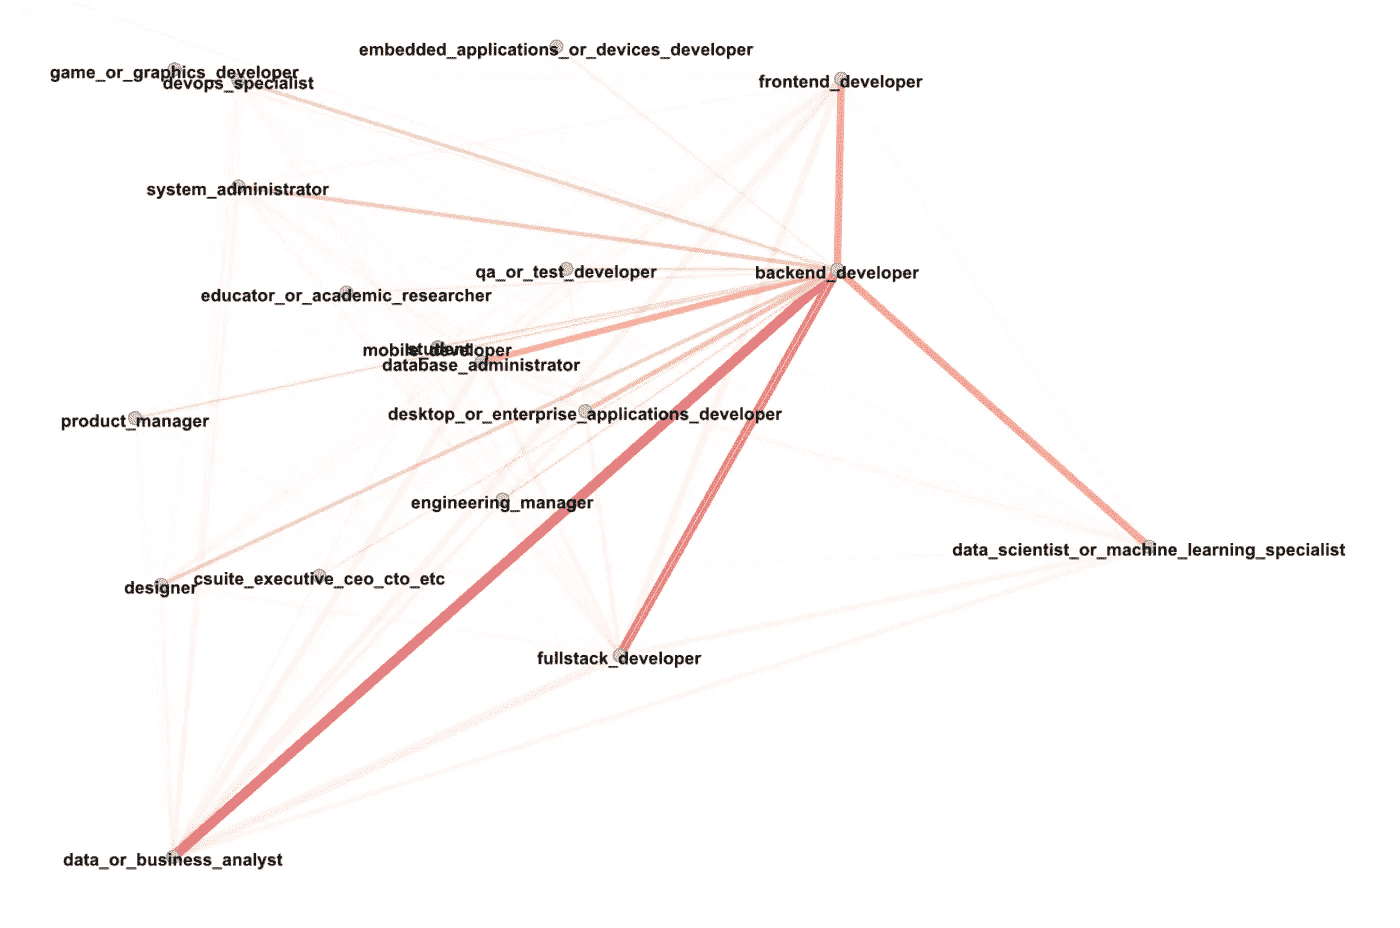 embedded_applications_or_devices_developer
game_or_graphics_developer
frontend_developer
devops_specialist
system_administrator
qa_or_test_developer
backend_developer
educator_or_academic_researcher
mobile_developer
student
database_administrator
desktop_or_enterprise_applications_developer
product_manager
engineering_manager
data_scientist_or_machine_learning_specialist
csuite_executive_ceo_cto_etc
designer
fullstack_developer
data_or_business_analyst